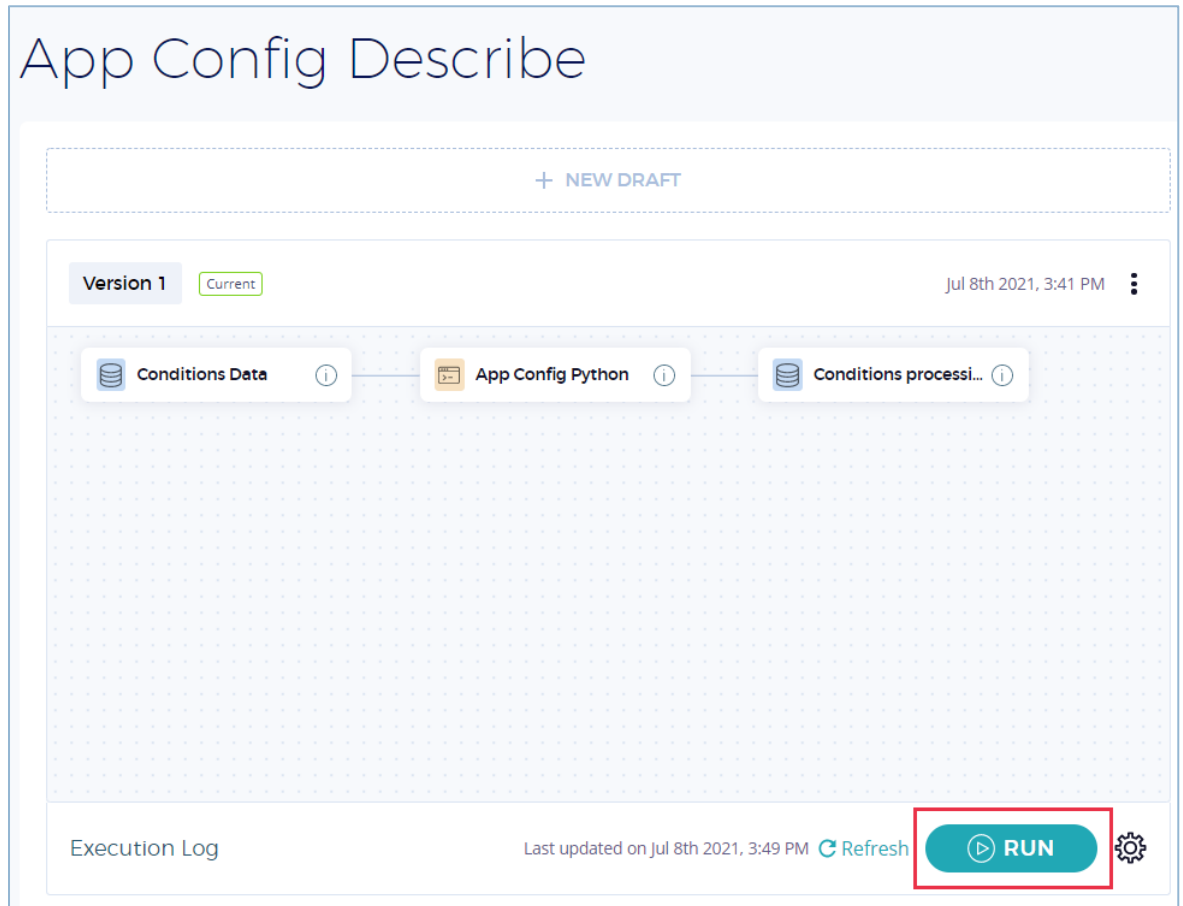 App Config Describe
+ NEW DRAFT
Version 1 Current Jul 8th 2021, 3:41 PM
Conditions Data App Config Python Conditions processi...
Execution Log Last updated on Jul 8th 2021, 3:49 PM Refresh RUN